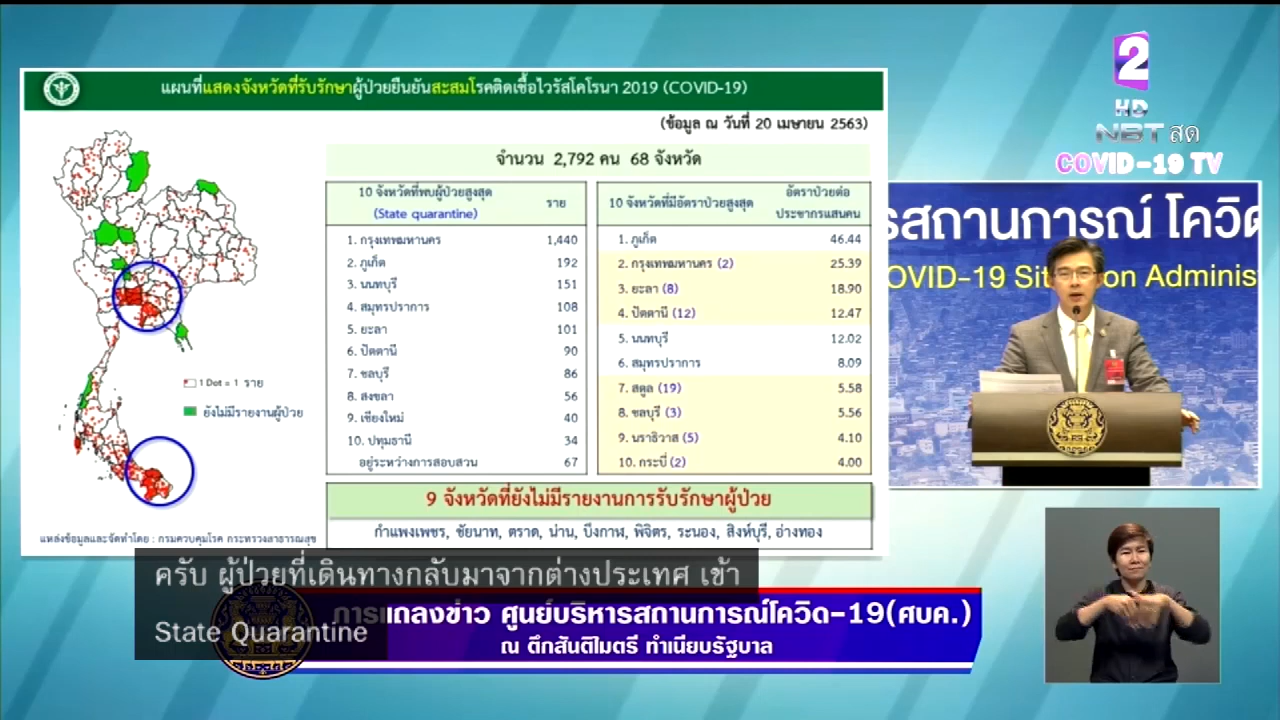 2
HD
NBT สด
COVID-19 TV
แผนที่แสดงจังหวัดที่รับรักษาผู้ป่วยยืนยันสะสมโรคติดเชื้อไวรัสโคโรนา 2019 (COVID-19)
(ข้อมูล ณ วันที่ 20 เมษายน 2563)
จำนวน 2,792 คน 68 จังหวัด
10 จังหวัดที่พบผู้ป่วยสูงสุด
(State quarantine)
ราย
1. กรุงเทพมหานคร 1,440
2. ภูเก็ต 192
3. นนทบุรี 151
4. สมุทรปราการ 108
5. ยะลา 101
6. ปัตตานี 90
7. ชลบุรี 86
8. สงขลา 56
9. เชียงใหม่ 40
10. ปทุมธานี 34
อยู่ระหว่างการสอบสวน 67
10 จังหวัดที่มีอัตราป่วยสูงสุด
อัตราป่วยต่อ
ประชากรแสนคน
1. ภูเก็ต 46.44
2. กรุงเทพมหานคร (2) 25.39
3. ยะลา (8) 18.90
4. ปัตตานี (12) 12.47
5. นนทบุรี 12.02
6. สมุทรปราการ 8.09
7. สตูล (19) 5.58
8. ชลบุรี (3) 5.56
9. นราธิวาส (5) 4.10
10. กระบี่ (2) 4.00
1 Dot = 1 ราย
ยังไม่มีรายงานผู้ป่วย
9 จังหวัดที่ยังไม่มีรายงานการรับรักษาผู้ป่วย
กำแพงเพชร, ชัยนาท, ตราด, น่าน, บึงกาฬ, พิจิตร, ระนอง, สิงห์บุรี, อ่างทอง
แหล่งข้อมูลและจัดทำโดย : กรมควบคุมโรค กระทรวงสาธารณสุข
รสถานการณ์ โควิด
OVID-19 Sit on Adminis
ครับ ผู้ป่วยที่เดินทางกลับมาจากต่างประเทศ เข้า
State Quarantine
การแถลงข่าว ศูนย์บริหารสถานการณ์โควิด-19(ศบค.)
ณ ตึกสันติไมตรี ทำเนียบรัฐบาล